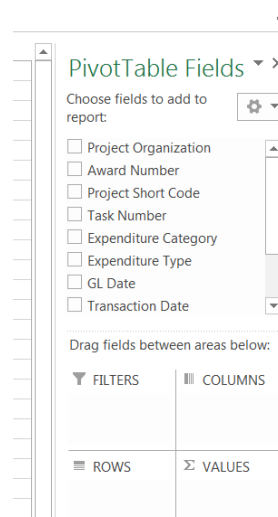 PivotTable Fields
Choose fields to add to
report:
Project Organization
Award Number
Project Short Code
Task Number
Expenditure Category
Expenditure Type
GL Date
Transaction Date
Drag fields between areas below:
FILTERS
COLUMNS
ROWS
Σ VALUES